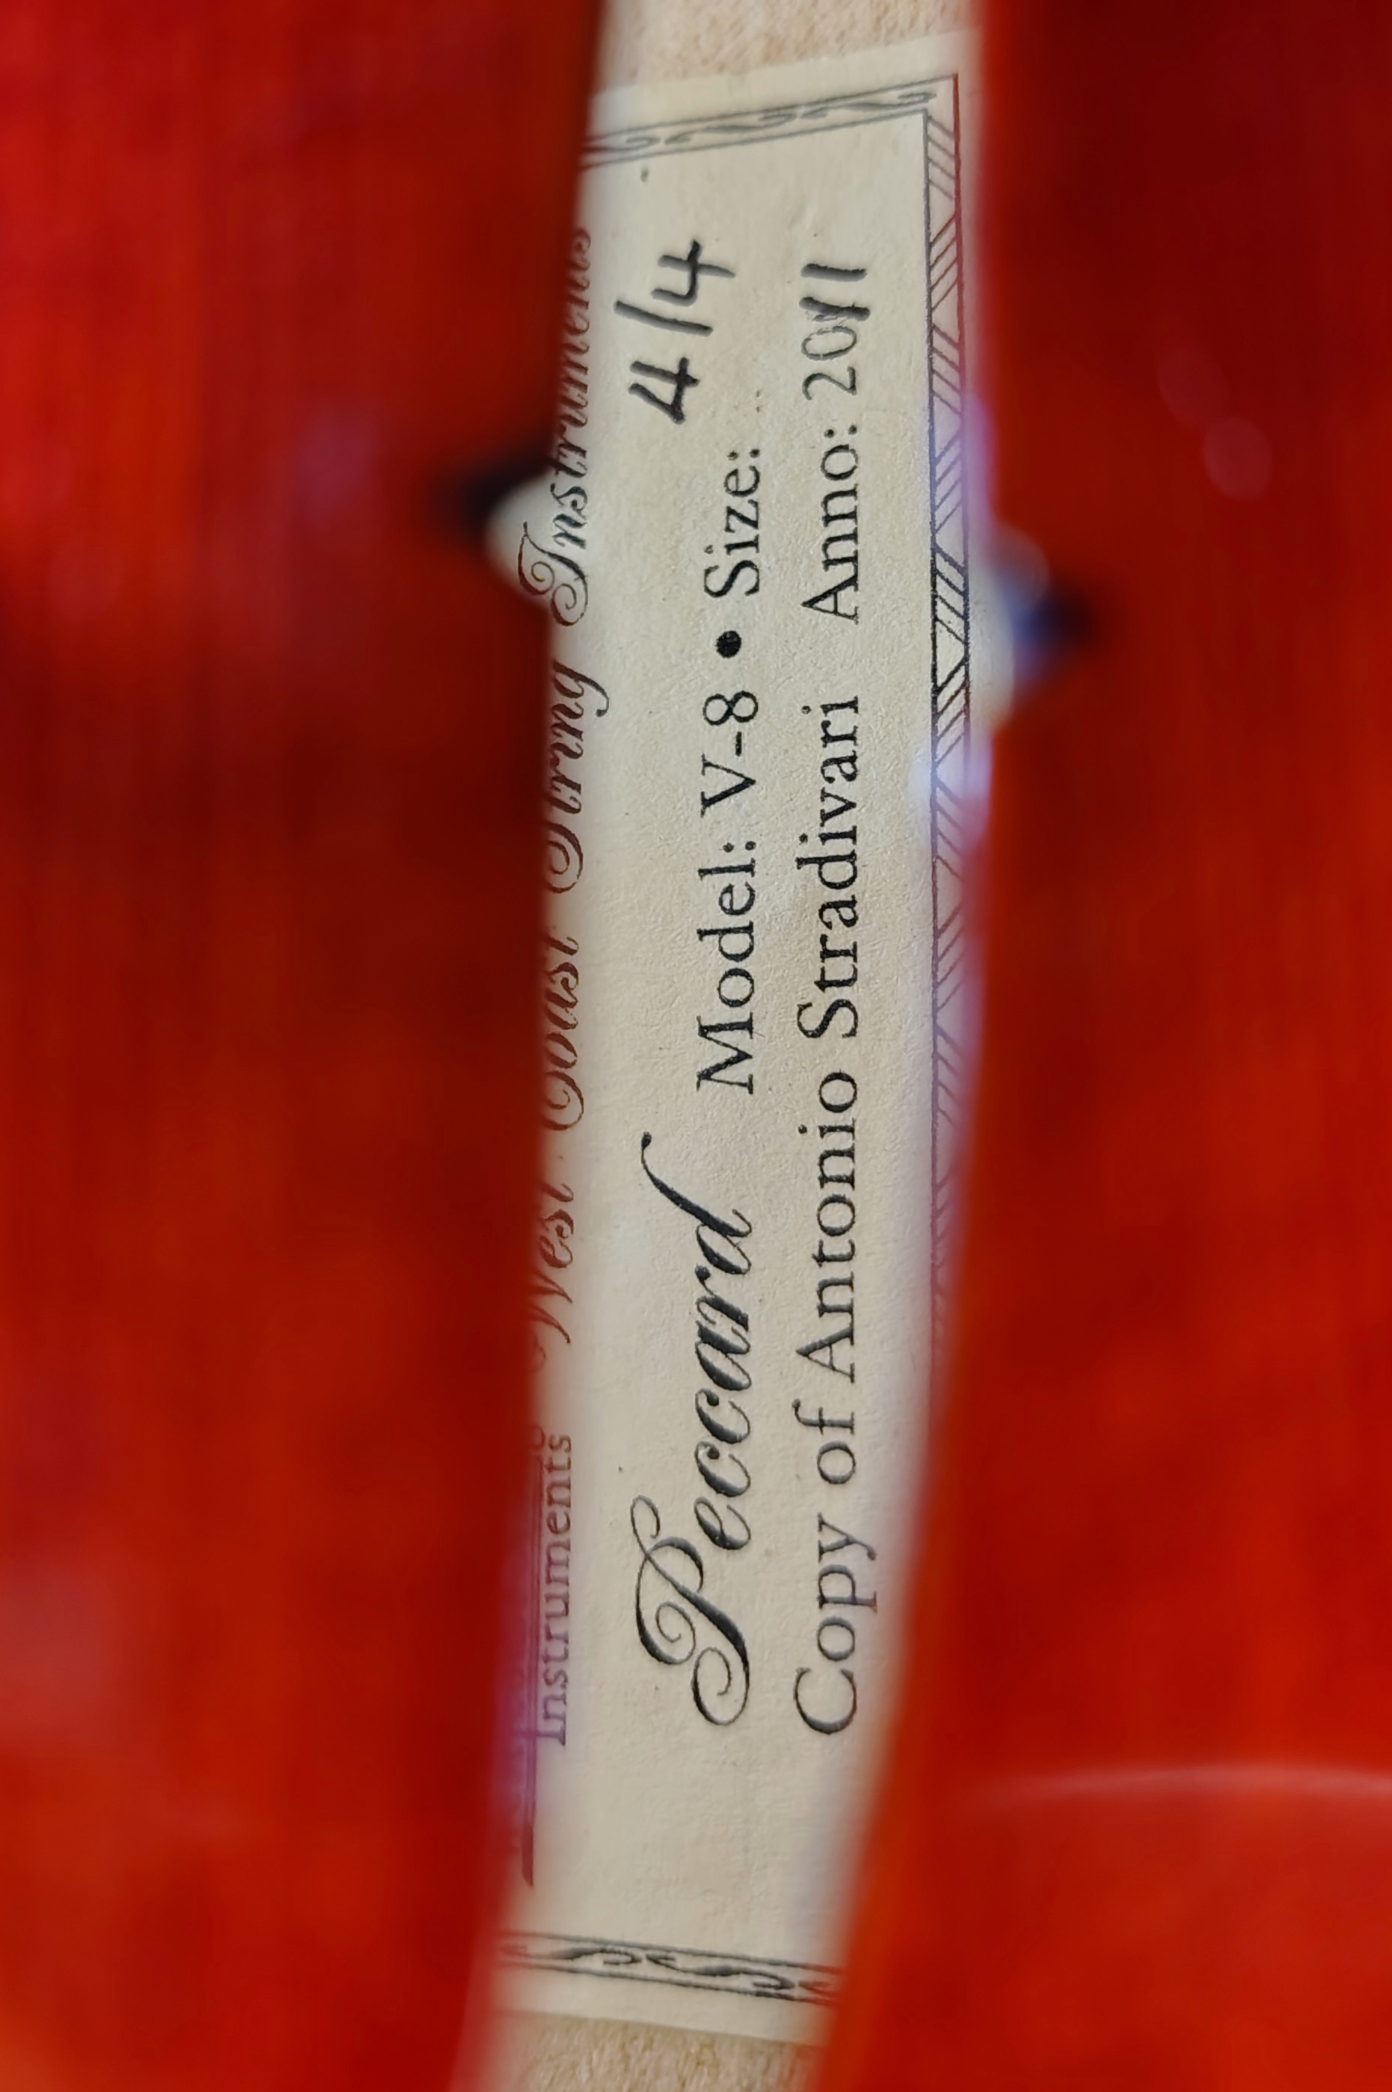 West Coast String Instruments
Instruments
Peccard Model: V-8 • Size: 4/4
Copy of Antonio Stradivari Anno: 2011